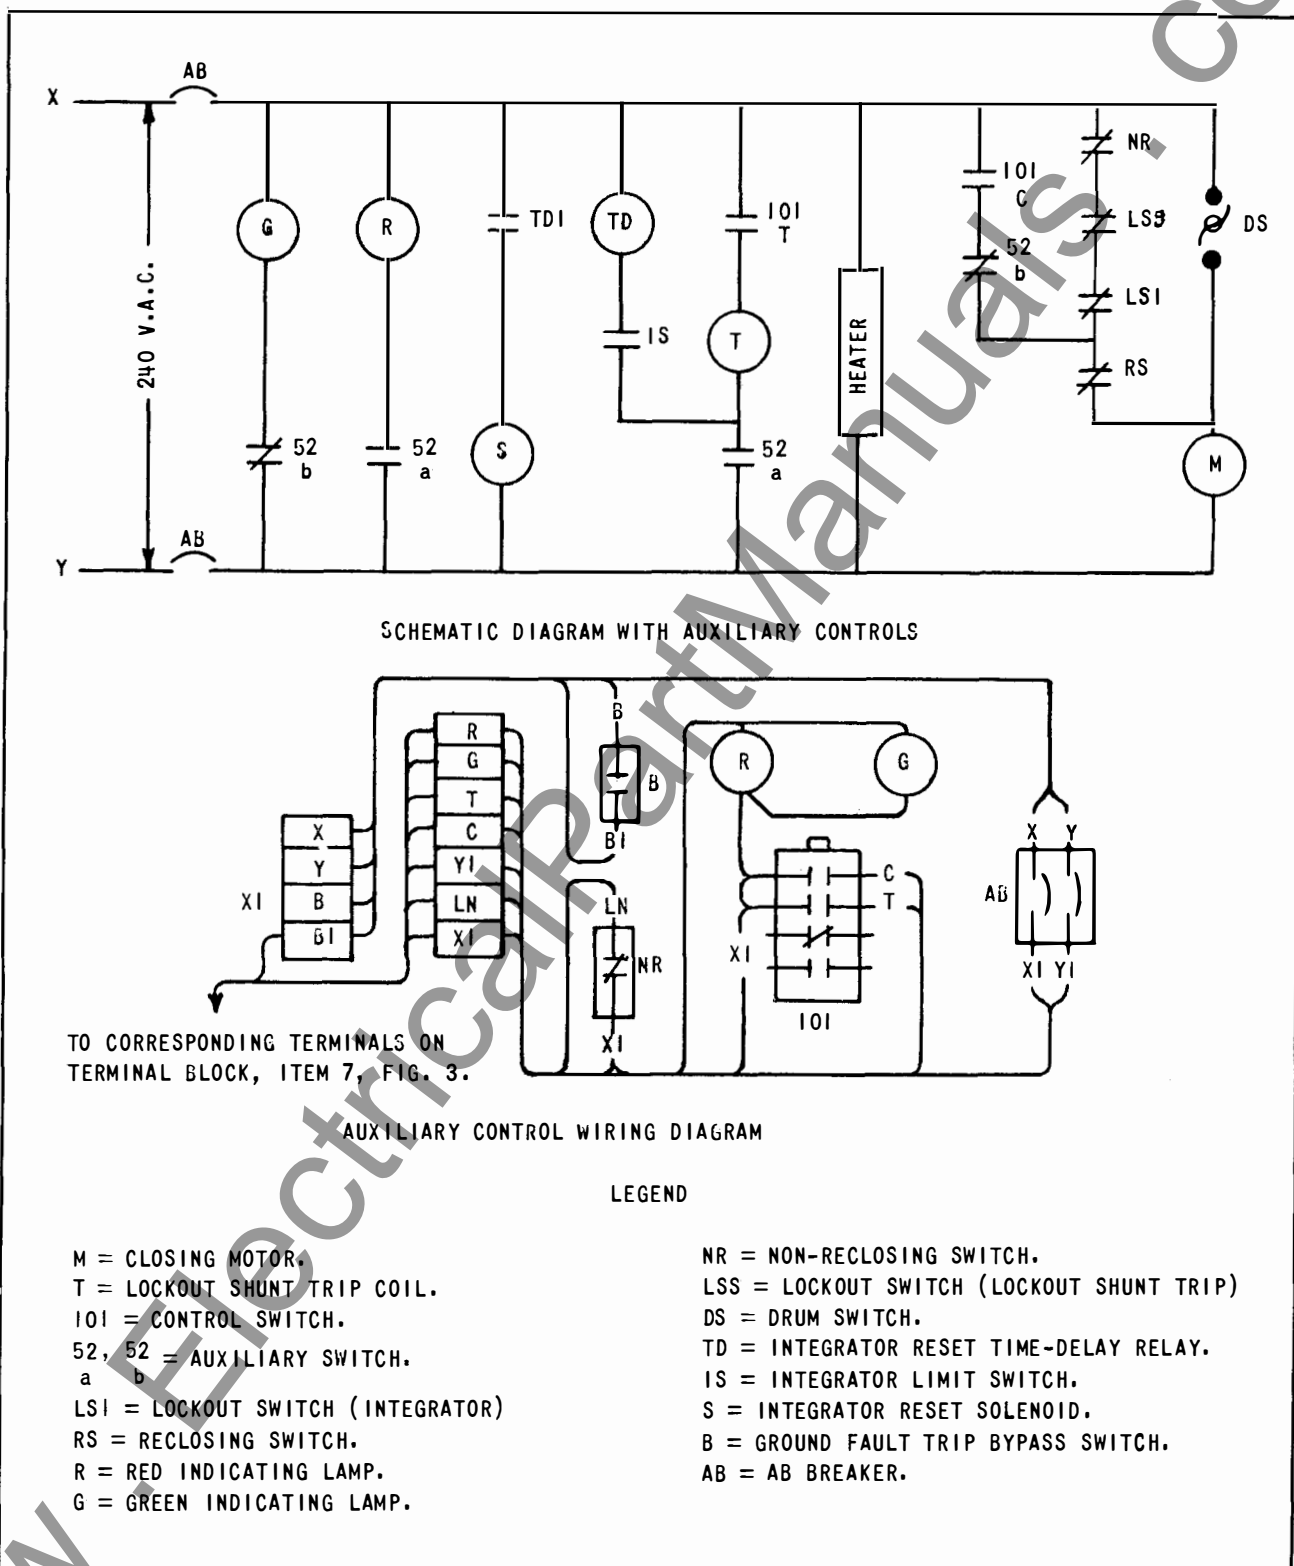 AB
X
NR
101
C
TD1
TD
101
T
LSS
DS
G
R
52
b
240 V.A.C.
LS1
IS
T
HEATER
RS
52
b
52
a
S
52
a
M
AB
Y
SCHEMATIC DIAGRAM WITH AUXILIARY CONTROLS
B
R
G
T
C
Y1
LN
X1
X
Y
B
B1
X1
B
B1
R
G
LN
NR
X1
C
T
X1
101
X Y
AB
X1 Y1
TO CORRESPONDING TERMINALS ON
TERMINAL BLOCK, ITEM 7, FIG. 3.
AUXILIARY CONTROL WIRING DIAGRAM
LEGEND
M = CLOSING MOTOR.
T = LOCKOUT SHUNT TRIP COIL.
101 = CONTROL SWITCH.
52, 52 = AUXILIARY SWITCH.
a b
LS1 = LOCKOUT SWITCH (INTEGRATOR)
RS = RECLOSING SWITCH.
R = RED INDICATING LAMP.
G = GREEN INDICATING LAMP.
NR = NON-RECLOSING SWITCH.
LSS = LOCKOUT SWITCH (LOCKOUT SHUNT TRIP)
DS = DRUM SWITCH.
TD = INTEGRATOR RESET TIME-DELAY RELAY.
IS = INTEGRATOR LIMIT SWITCH.
S = INTEGRATOR RESET SOLENOID.
B = GROUND FAULT TRIP BYPASS SWITCH.
AB = AB BREAKER.
w . ElectricalPartManuals . co